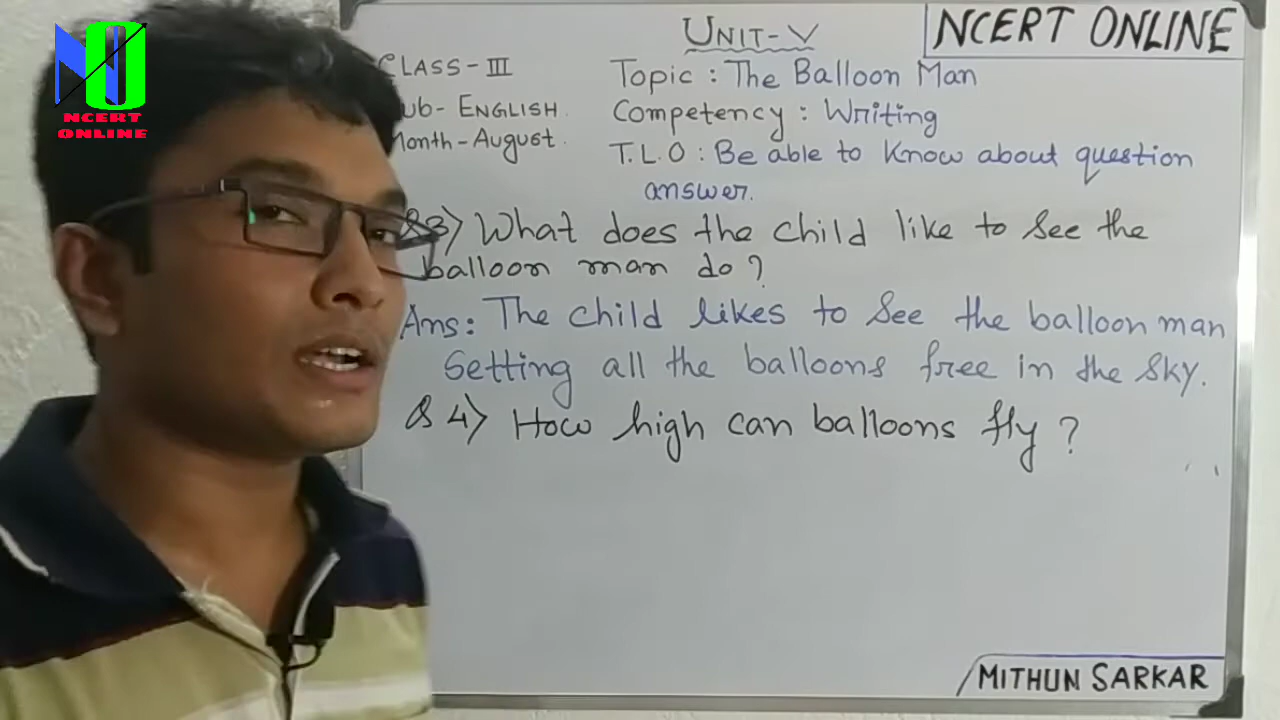 NCERT
ONLINE
UNIT-V
NCERT ONLINE
CLASS-III
Sub-ENGLISH
Month-August.
Topic: The Balloon Man
Competency: Writing
T.L.O: Be able to Know about question
answer.
Q3) What does the child like to see the
balloon man do?
Ans: The child likes to see the balloon man
Setting all the balloons free in the sky.
Q 4) How high can balloons fly?
MITHUN SARKAR